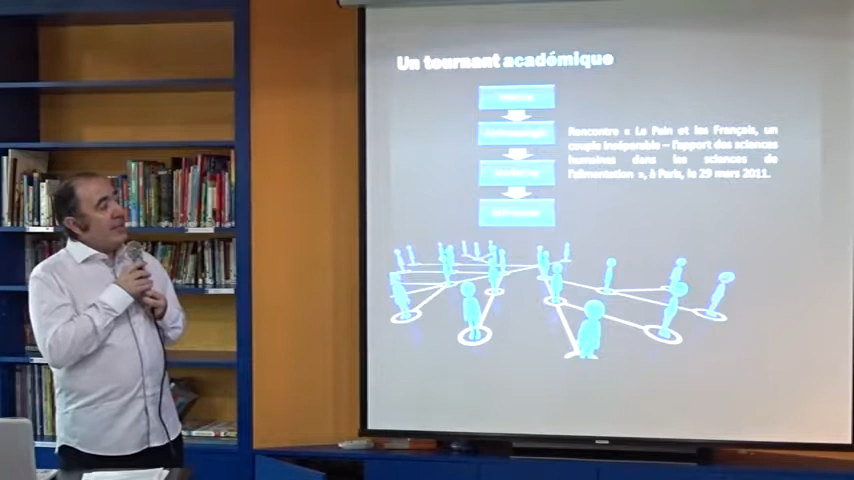 Un tournant académique
Rencontre « Le Pain et les Français, un
couple inséparable – l'apport des sciences
humaines dans les sciences de
l'alimentation », à Paris, le 29 mars 2011.